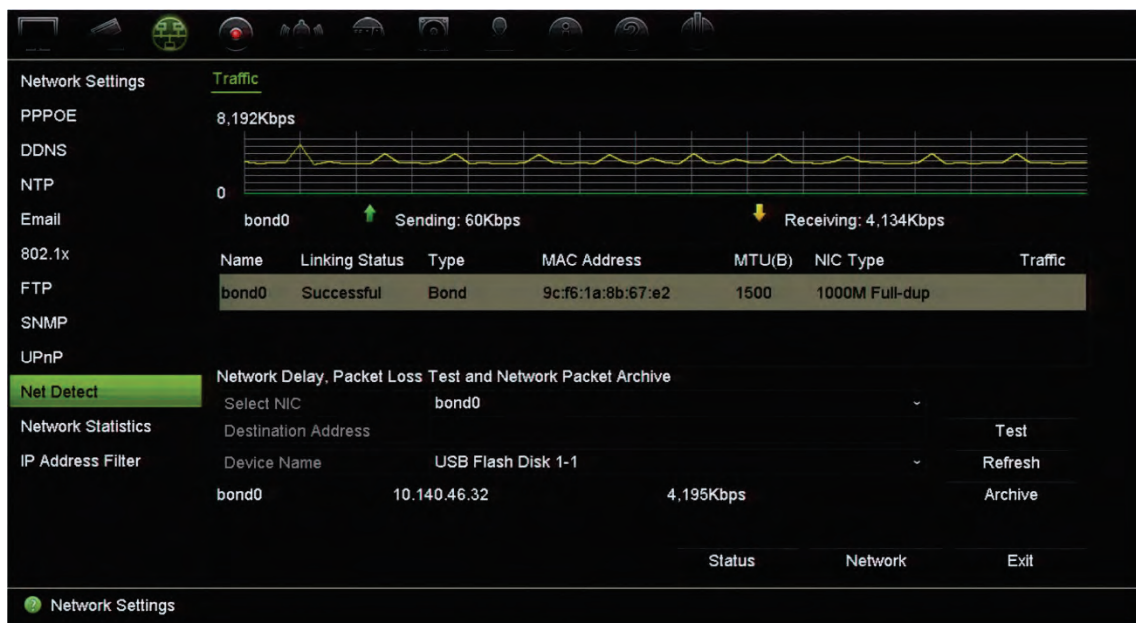 Network Settings
Traffic
PPPOE
8,192Kbps
DDNS
NTP
0
Email
bond0 Sending: 60Kbps Receiving: 4,134Kbps
802.1x
Name Linking Status Type MAC Address MTU(B) NIC Type Traffic
FTP
bond0 Successful Bond 9c:f6:1a:8b:67:e2 1500 1000M Full-dup
SNMP
UPnP
Network Delay, Packet Loss Test and Network Packet Archive
Net Detect
Select NIC bond0
Network Statistics
Destination Address Test
IP Address Filter
Device Name USB Flash Disk 1-1 Refresh
bond0 10.140.46.32 4,195Kbps Archive
Status Network Exit
Network Settings